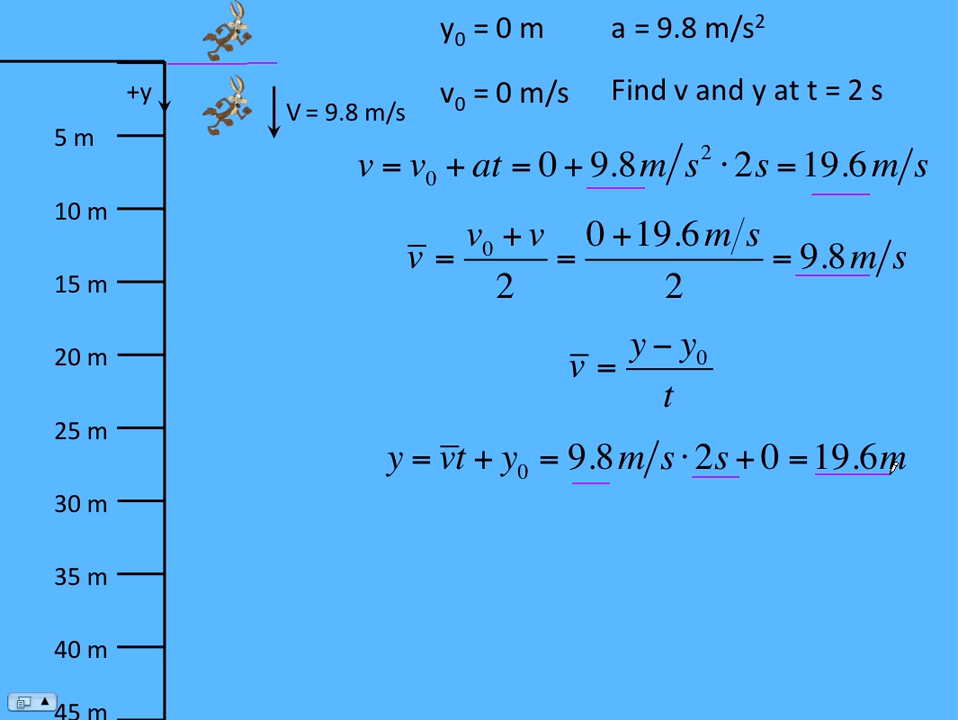 y₀ = 0 m
a = 9.8 m/s²
+y
V = 9.8 m/s
v₀ = 0 m/s
Find v and y at t = 2 s
5 m
v = v₀ + at = 0 + 9.8 m/s² · 2s = 19.6 m/s
10 m
v̅ = (v₀ + v)/2 = (0 + 19.6 m/s)/2 = 9.8 m/s
15 m
20 m
v̅ = (y − y₀)/t
25 m
y = v̅t + y₀ = 9.8 m/s · 2s + 0 = 19.6m
30 m
35 m
40 m
45 m